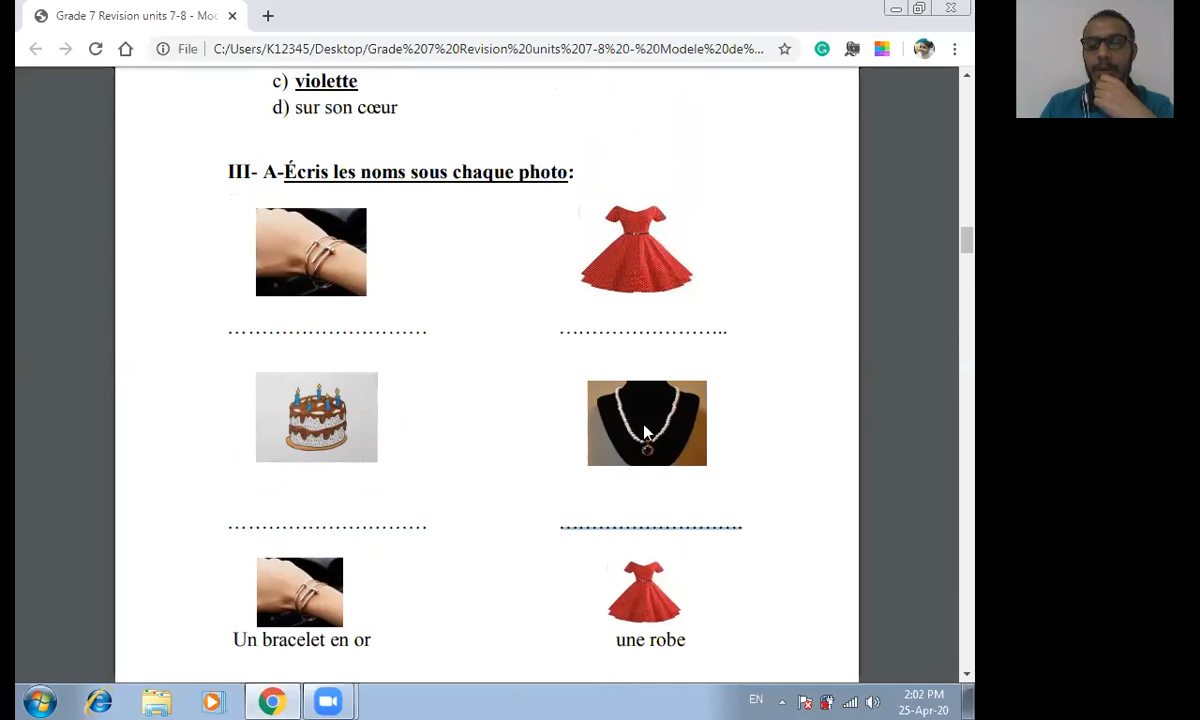 Grade 7 Revision units 7-8 - Moc
File
C:/Users/K12345/Desktop/Grade%207%20Revision%20units%207-8%20-%20Modele%20de%...
c) violette
d) sur son cœur
III- A-Écris les noms sous chaque photo:
Un bracelet en or
une robe
EN
2:02 PM
25-Apr-20